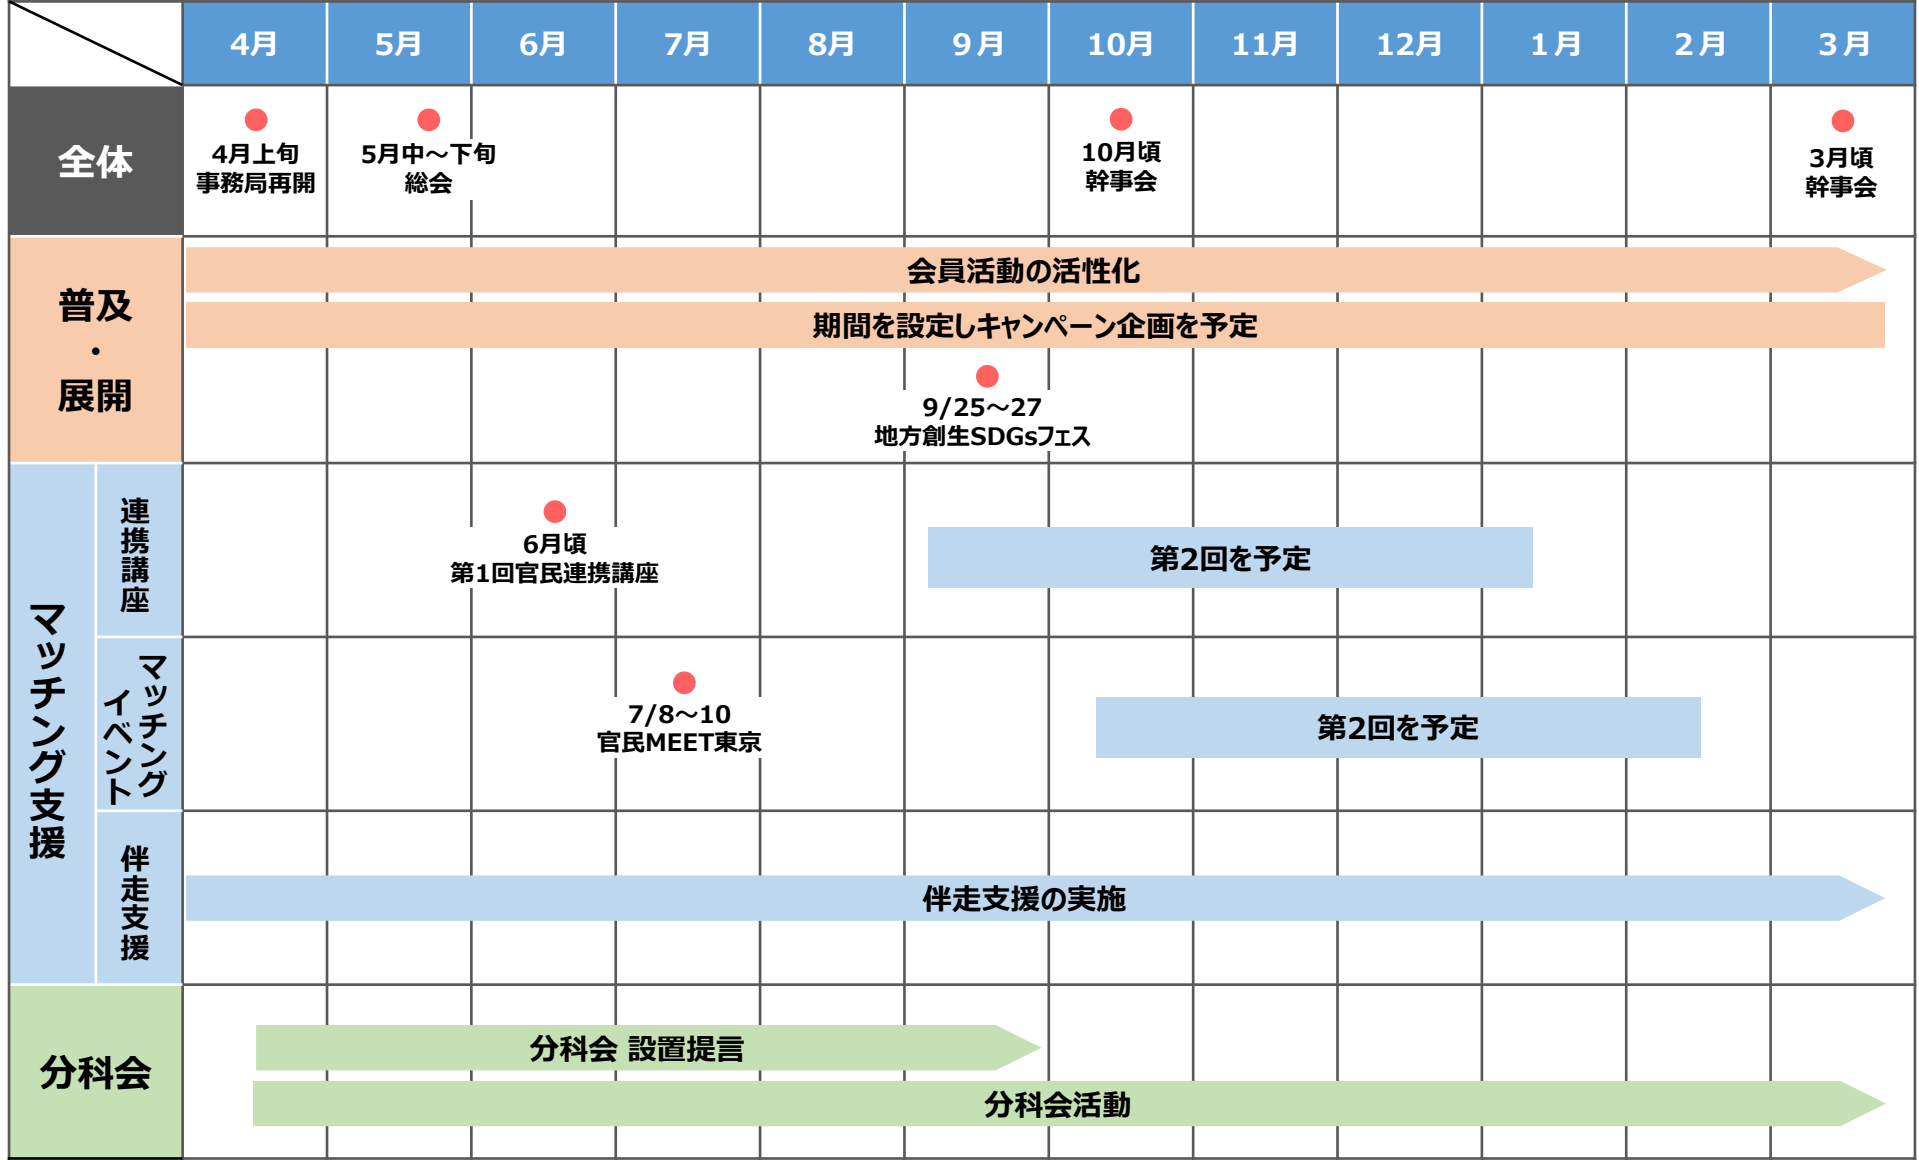 4月 5月 6月 7月 8月 9月 10月 11月 12月 1月 2月 3月
全体
4月上旬
事務局再開
5月中～下旬
総会
10月頃
幹事会
3月頃
幹事会
普及
・
展開
会員活動の活性化
期間を設定しキャンペーン企画を予定
9/25～27
地方創生SDGsフェス
マッチング支援
連携講座
6月頃
第1回官民連携講座
第2回を予定
マッチング
イベント
7/8～10
官民MEET東京
第2回を予定
伴走支援
伴走支援の実施
分科会
分科会 設置提言
分科会活動